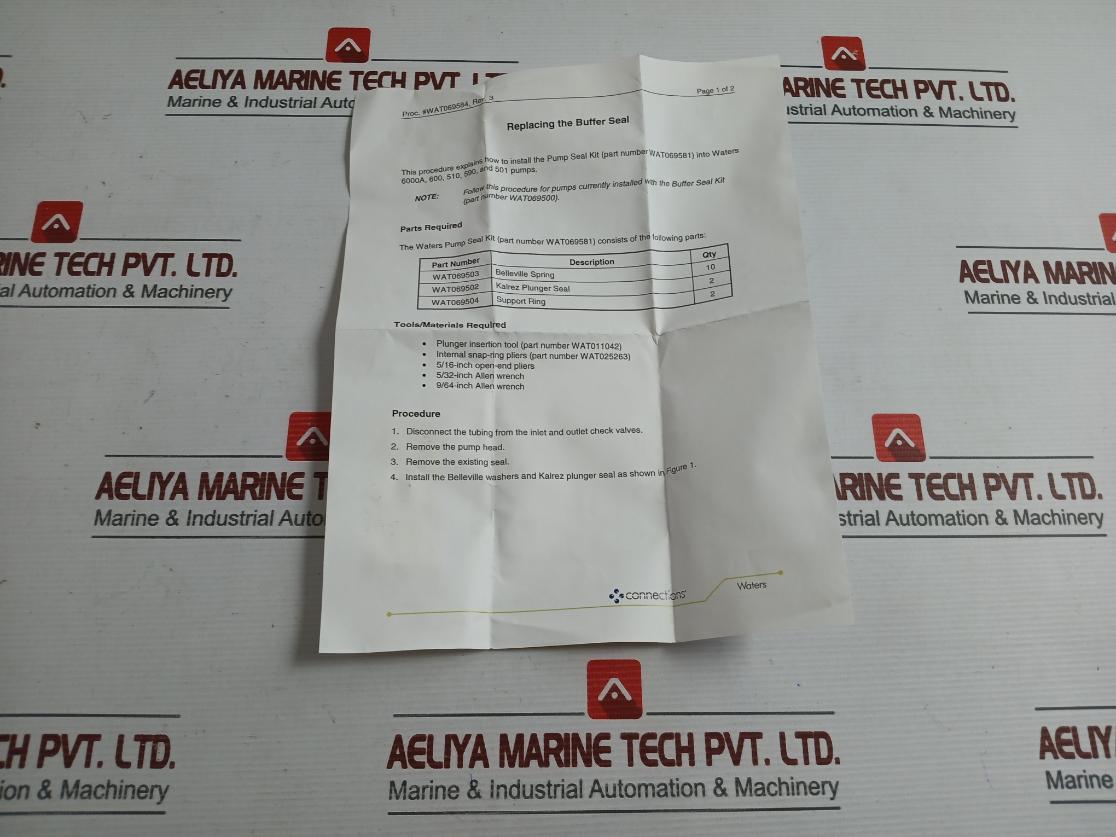 AELIYA MARINE TECH PVT. LT
Marine & Industrial Auto
ARINE TECH PVT. LTD.
ustrial Automation & Machinery
D.
y
RINE TECH PVT. LTD.
al Automation & Machinery
AELIYA MARIN
Marine & Industrial
Proc. #WAT069584, Rev. 3
Page 1 of 2
Replacing the Buffer Seal
This procedure explains how to install the Pump Seal Kit (part number WAT069581) into Waters
6000A, 600, 510, 590, and 501 pumps.
NOTE: Follow this procedure for pumps currently installed with the Buffer Seal Kit
(part number WAT069500).
Parts Required
The Waters Pump Seal Kit (part number WAT069581) consists of the following parts:
Part Number Description Qty
WAT069503 Belleville Spring 10
WAT069502 Kalrez Plunger Seal 2
WAT069504 Support Ring 2
Tools/Materials Required
• Plunger insertion tool (part number WAT011042)
• Internal snap-ring pliers (part number WAT025263)
• 5/16-inch open-end pliers
• 5/32-inch Allen wrench
• 9/64-inch Allen wrench
Procedure
1. Disconnect the tubing from the inlet and outlet check valves.
2. Remove the pump head.
3. Remove the existing seal.
4. Install the Belleville washers and Kalrez plunger seal as shown in Figure 1.
connections
Waters
AELIYA MARINE T
Marine & Industrial Auto
RINE TECH PVT. LTD.
strial Automation & Machinery
CH PVT. LTD.
ion & Machinery
AELIYA MARINE TECH PVT. LTD.
Marine & Industrial Automation & Machinery
AELIY
Marine